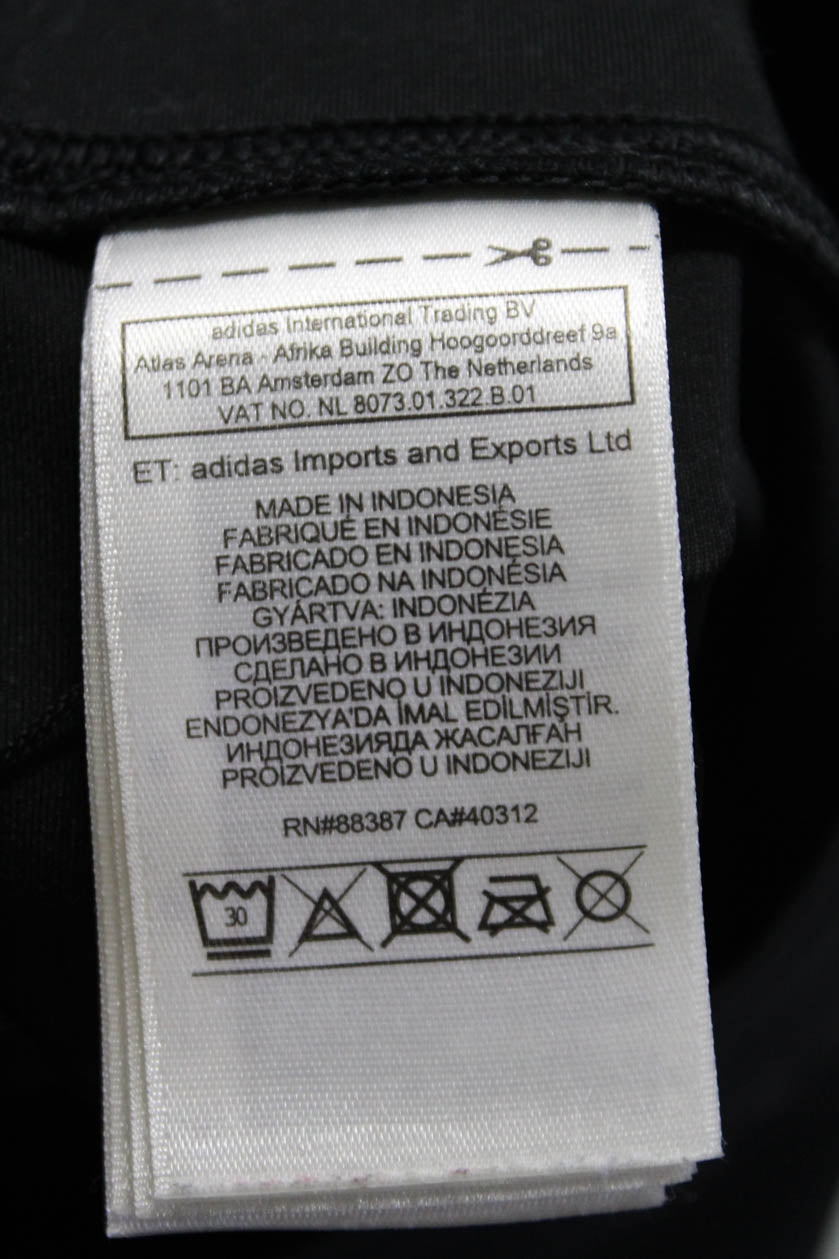 adidas International Trading BV
Atlas Arena - Afrika Building Hoogoorddreef 9a
1101 BA Amsterdam ZO The Netherlands
VAT NO. NL 8073.01.322.B.01
ET: adidas Imports and Exports Ltd
MADE IN INDONESIA
FABRIQUÉ EN INDONÉSIE
FABRICADO EN INDONESIA
FABRICADO NA INDONÉSIA
GYÁRTVA: INDONÉZIA
ПРОИЗВЕДЕНО В ИНДОНЕЗИЯ
СДЕЛАНО В ИНДОНЕЗИИ
PROIZVEDENO U INDONEZIJI
ENDONEZYA'DA İMAL EDİLMİŞTİR.
ИНДОНЕЗИЯДА ЖАСАЛҒАН
PROIZVEDENO U INDONEZIJI
RN#88387 CA#40312
30